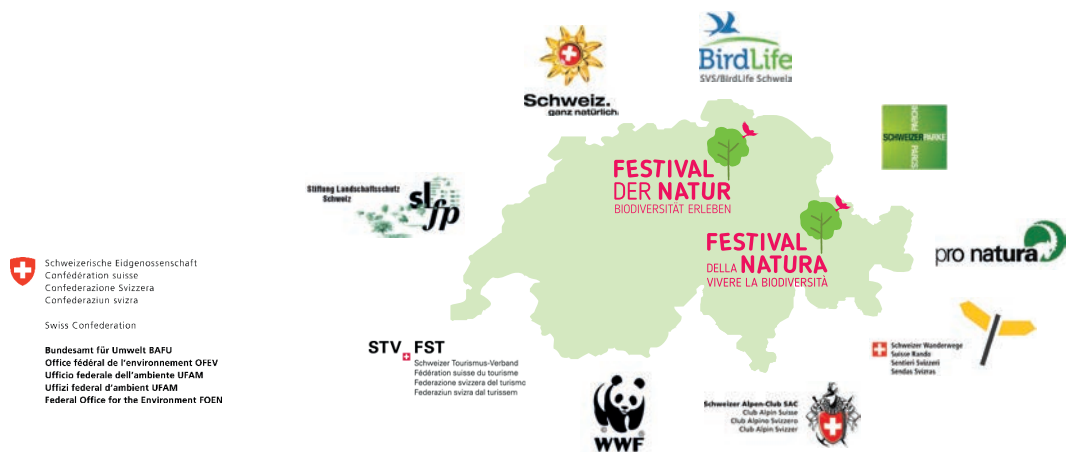 Schweiz.
ganz natürlich.
BirdLife
SVS/BirdLife Schweiz
SCHWEIZER PARKE
PARCS
FESTIVAL
DER NATUR
BIODIVERSITÄT ERLEBEN
Stiftung Landschaftsschutz
Schweiz
sl
fp
FESTIVAL
DELLA NATURA
VIVERE LA BIODIVERSITÀ
pro natura
Schweizerische Eidgenossenschaft
Confédération suisse
Confederazione Svizzera
Confederaziun svizra
Swiss Confederation
Bundesamt für Umwelt BAFU
Office fédéral de l'environnement OFEV
Ufficio federale dell'ambiente UFAM
Uffizi federal d'ambient UFAM
Federal Office for the Environment FOEN
STV FST
Schweizer Tourismus-Verband
Fédération suisse du tourisme
Federazione svizzera del turismo
Federaziun svizra dal turissem
Schweizer Wanderwege
Suisse Rando
Sentieri Svizzeri
Sendas Svizras
WWF
Schweizer Alpen-Club SAC
Club Alpin Suisse
Club Alpino Svizzero
Club Alpin Svizzer